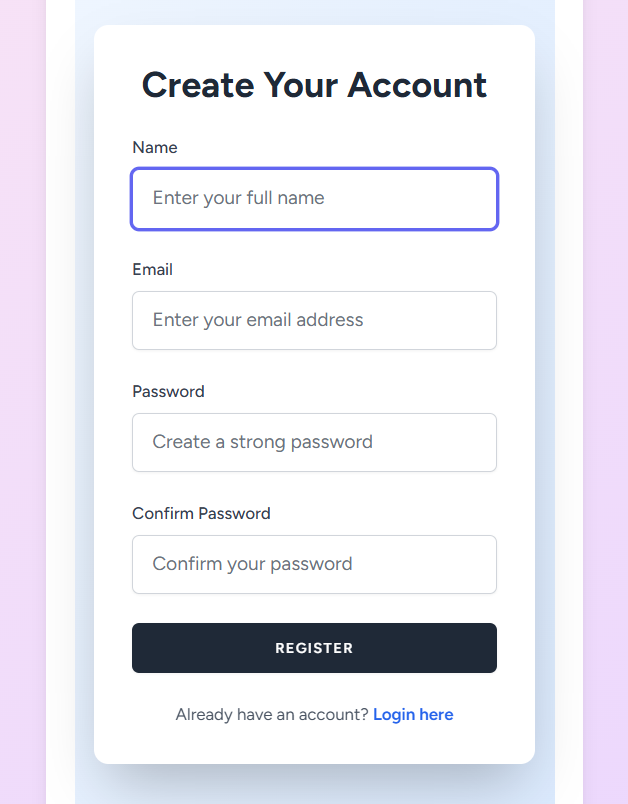 Create Your Account
Name
Enter your full name
Email
Enter your email address
Password
Create a strong password
Confirm Password
Confirm your password
REGISTER
Already have an account? Login here